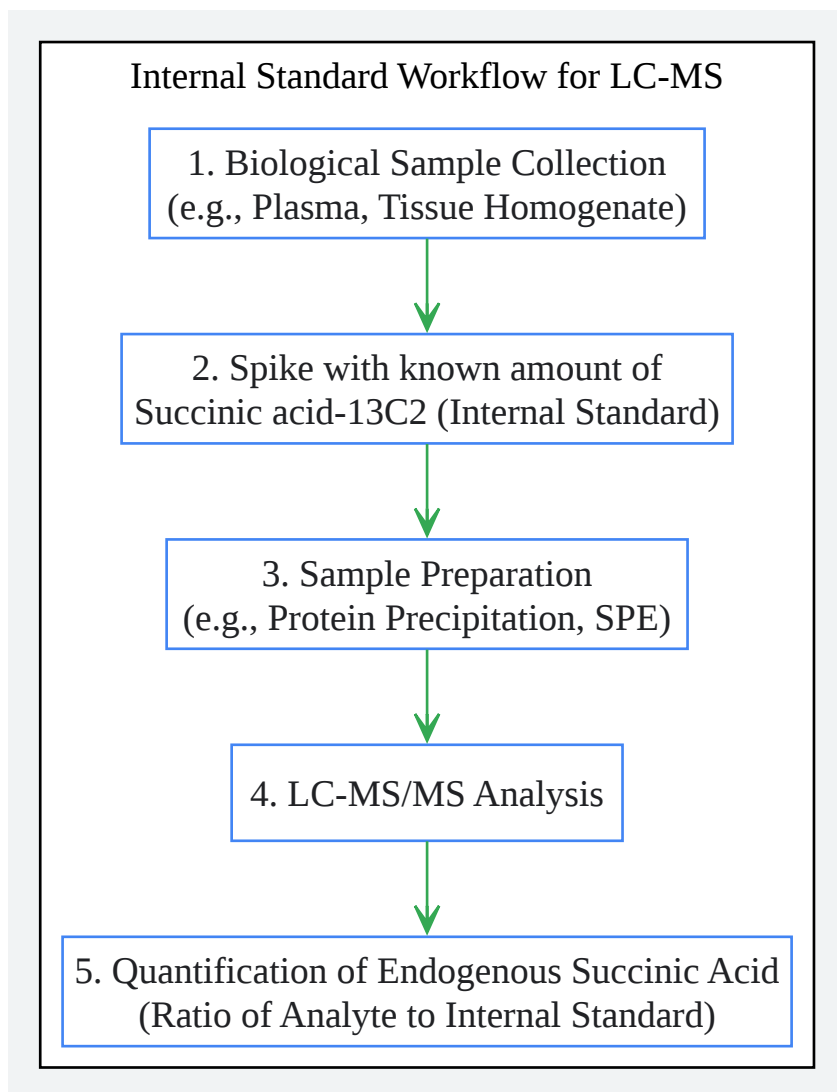 Internal Standard Workflow for LC-MS
1. Biological Sample Collection
(e.g., Plasma, Tissue Homogenate)
2. Spike with known amount of
Succinic acid-13C2 (Internal Standard)
3. Sample Preparation
(e.g., Protein Precipitation, SPE)
4. LC-MS/MS Analysis
5. Quantification of Endogenous Succinic Acid
(Ratio of Analyte to Internal Standard)